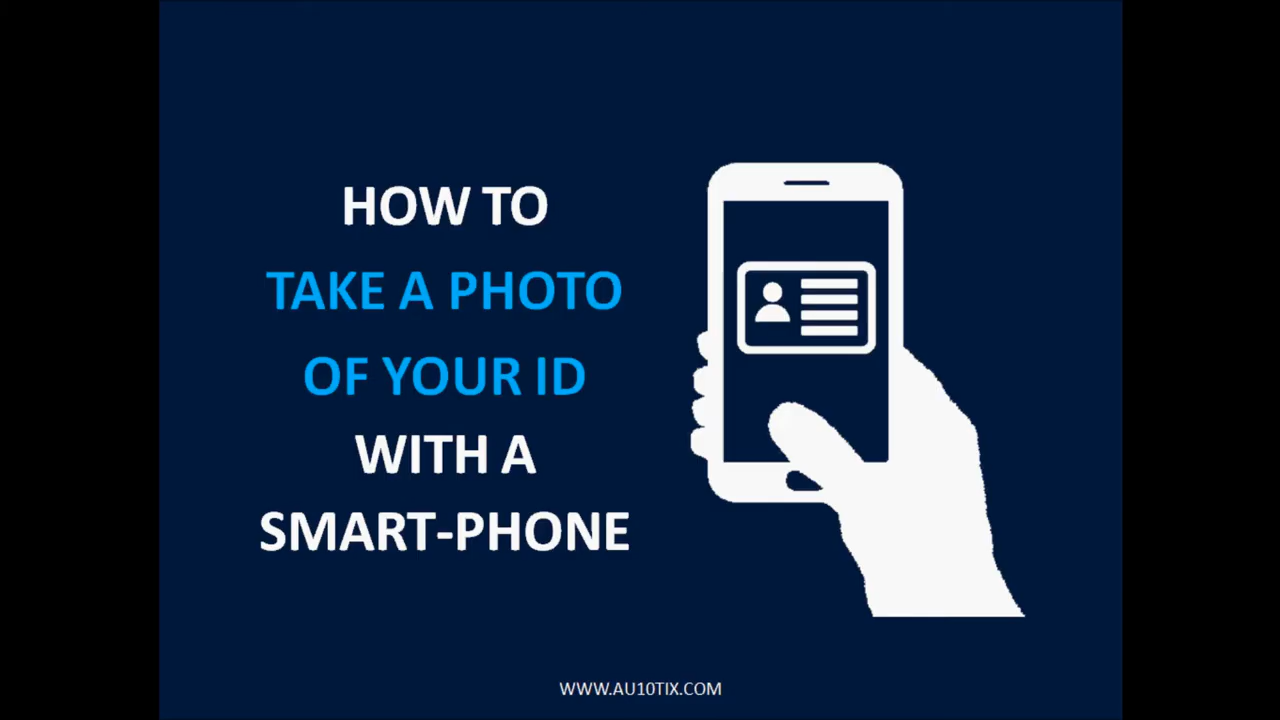 HOW TO
TAKE A PHOTO
OF YOUR ID
WITH A
SMART-PHONE
WWW.AU10TIX.COM